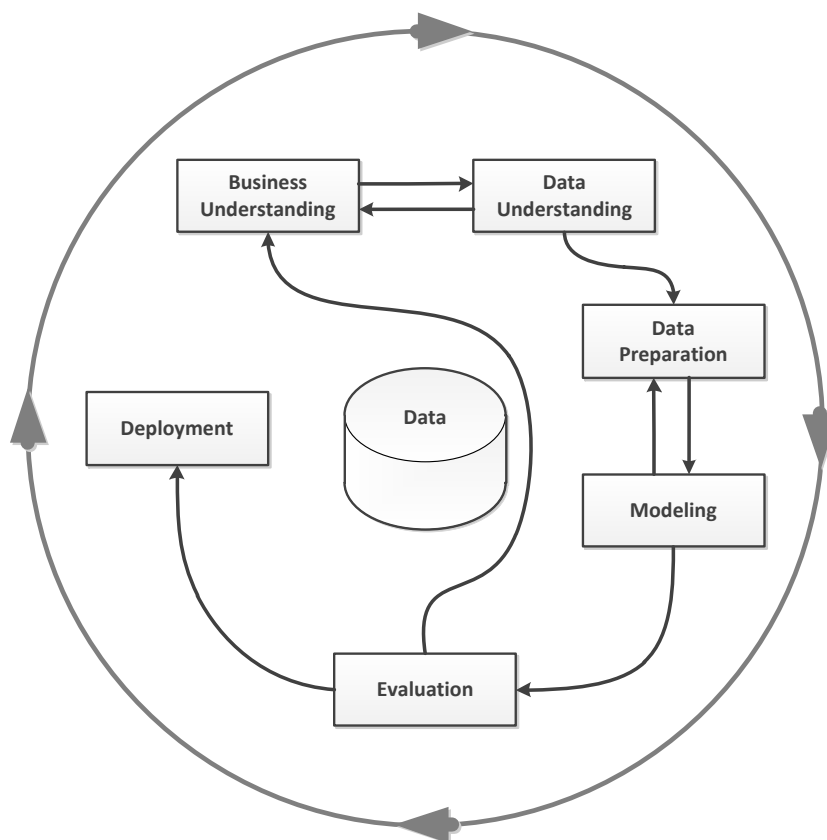 Business
Understanding
Data
Understanding
Data
Preparation
Deployment
Data
Modeling
Evaluation